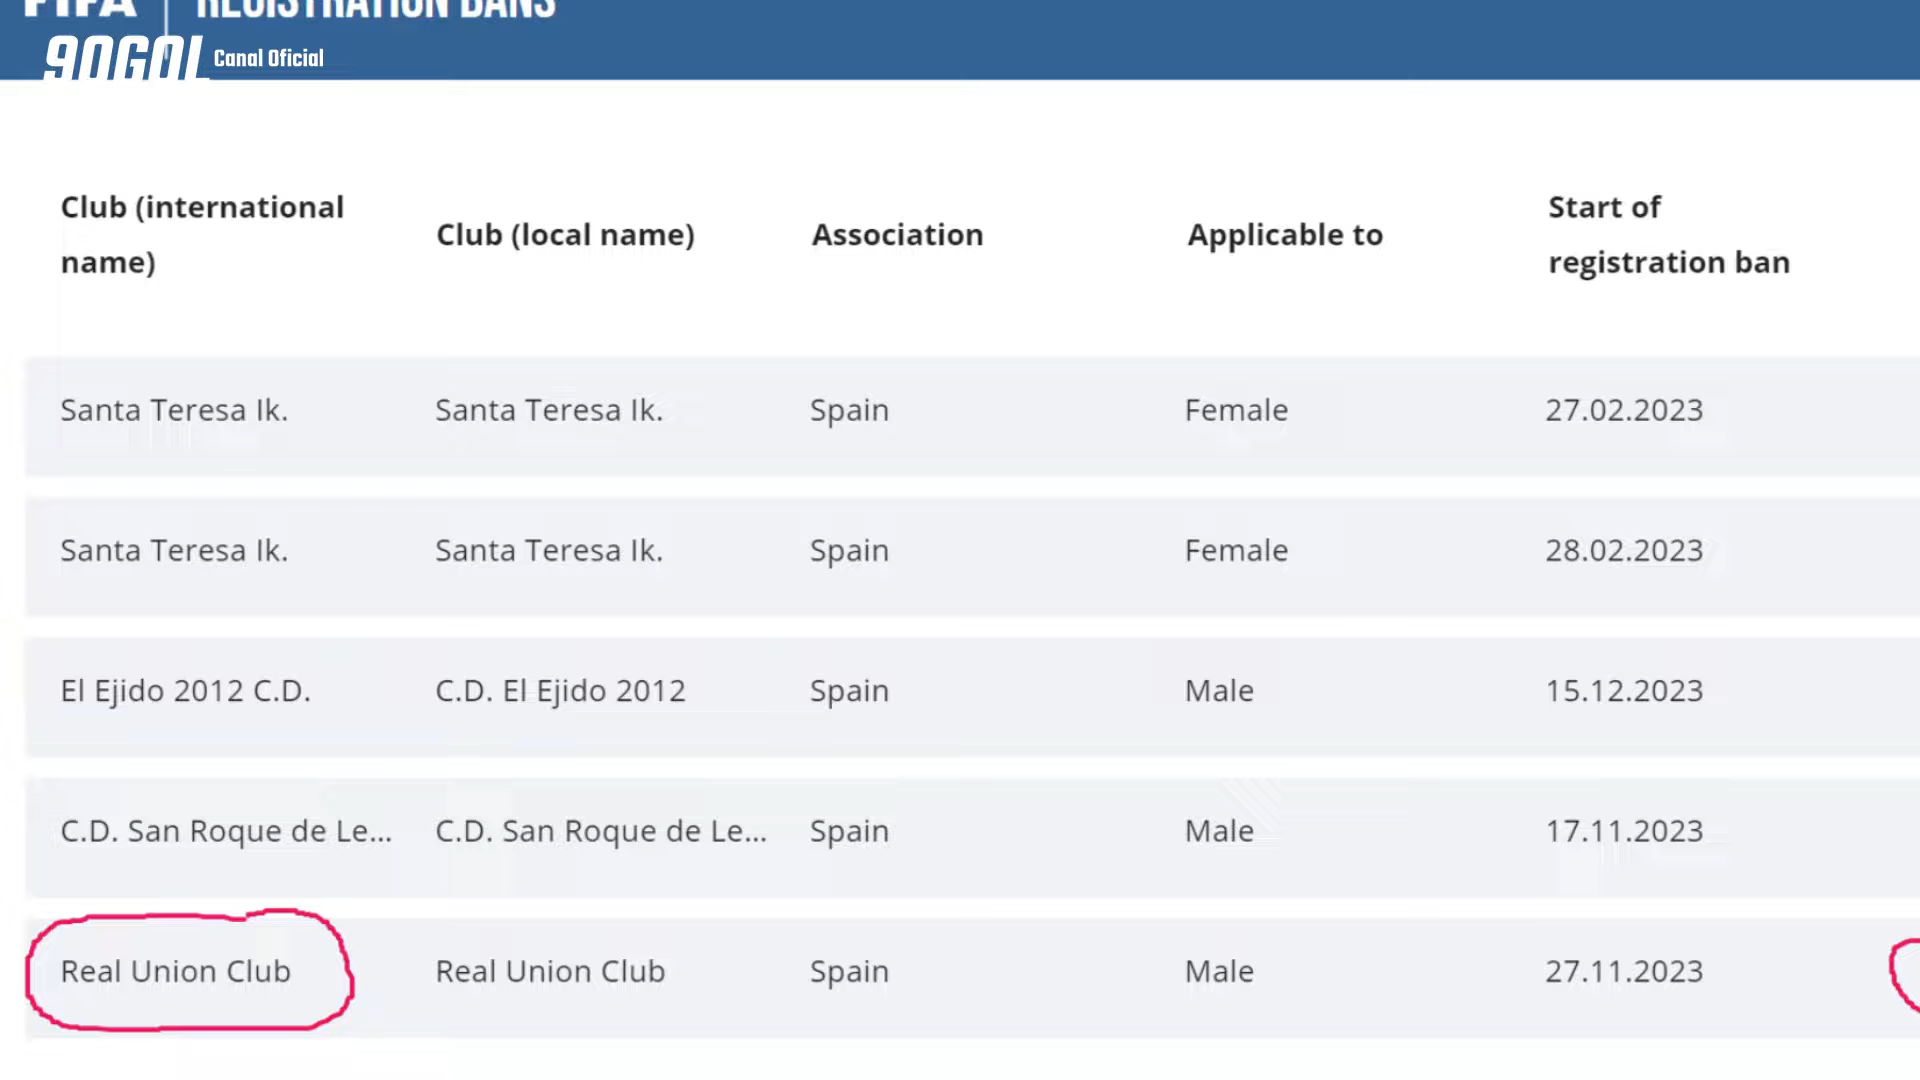 FIFA REGISTRATION BANS
90GOL Canal Oficial
Club (international name) Club (local name) Association Applicable to Start of registration ban
Santa Teresa Ik. Santa Teresa Ik. Spain Female 27.02.2023
Santa Teresa Ik. Santa Teresa Ik. Spain Female 28.02.2023
El Ejido 2012 C.D. C.D. El Ejido 2012 Spain Male 15.12.2023
C.D. San Roque de Le... C.D. San Roque de Le... Spain Male 17.11.2023
Real Union Club Real Union Club Spain Male 27.11.2023